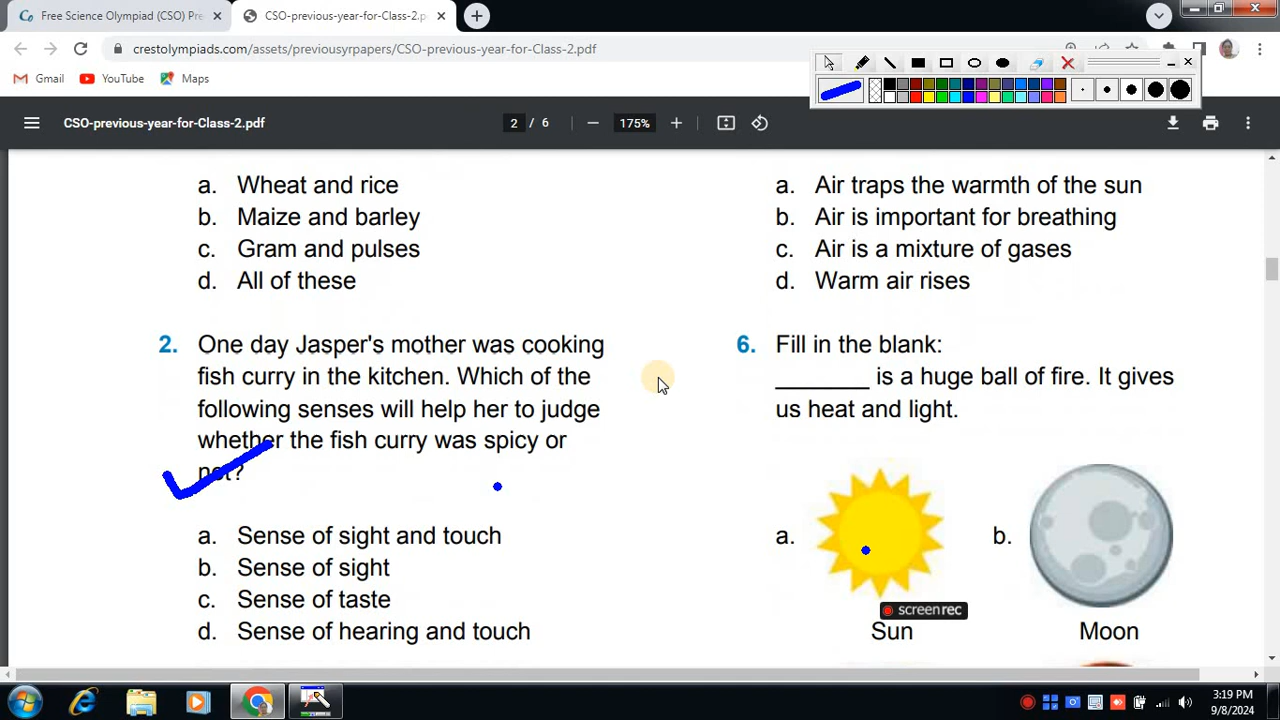 Free Science Olympiad (CSO) Pre
CSO-previous-year-for-Class-2.p
crestolympiads.com/assets/previousyrpapers/CSO-previous-year-for-Class-2.pdf
Gmail
YouTube
Maps
CSO-previous-year-for-Class-2.pdf
2 / 6
175%
a. Wheat and rice
b. Maize and barley
c. Gram and pulses
d. All of these
2. One day Jasper's mother was cooking
fish curry in the kitchen. Which of the
following senses will help her to judge
whether the fish curry was spicy or
not?
a. Sense of sight and touch
b. Sense of sight
c. Sense of taste
d. Sense of hearing and touch
a. Air traps the warmth of the sun
b. Air is important for breathing
c. Air is a mixture of gases
d. Warm air rises
6. Fill in the blank:
________ is a huge ball of fire. It gives
us heat and light.
a.
b.
Sun
Moon
screenrec
3:19 PM
9/8/2024